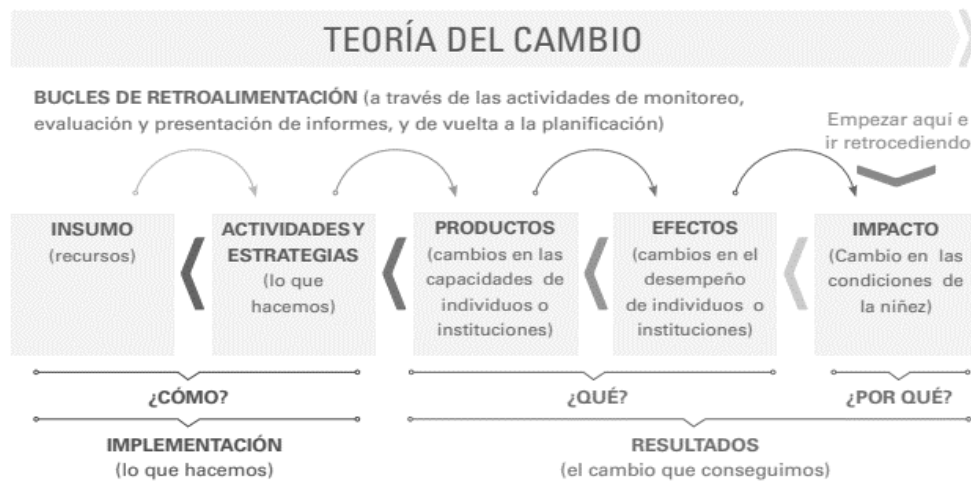 TEORÍA DEL CAMBIO
BUCLES DE RETROALIMENTACIÓN (a través de las actividades de monitoreo,
evaluación y presentación de informes, y de vuelta a la planificación)
Empezar aquí e
ir retrocediendo
INSUMO
(recursos)
ACTIVIDADES Y
ESTRATEGIAS
(lo que
hacemos)
PRODUCTOS
(cambios en las
capacidades de
individuos o
instituciones)
EFECTOS
(cambios en el
desempeño
de individuos o
instituciones)
IMPACTO
(Cambio en las
condiciones de
la niñez)
¿CÓMO?
¿QUÉ?
¿POR QUÉ?
IMPLEMENTACIÓN
(lo que hacemos)
RESULTADOS
(el cambio que conseguimos)